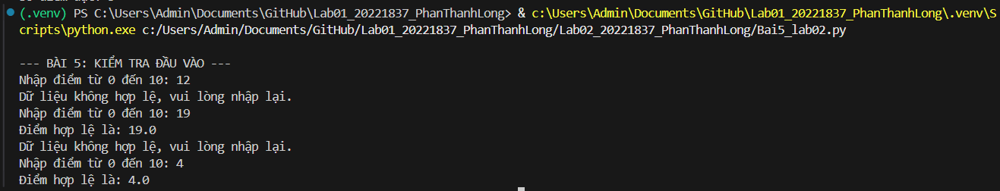 (.venv) PS C:\Users\Admin\Documents\GitHub\Lab01_20221837_PhanThanhLong> & c:\Users\Admin\Documents\GitHub\Lab01_20221837_PhanThanhLong\.venv\S
cripts\python.exe c:/Users/Admin/Documents/GitHub/Lab01_20221837_PhanThanhLong/Lab02_20221837_PhanThanhLong/Bai5_lab02.py
--- BÀI 5: KIỂM TRA ĐẦU VÀO ---
Nhập điểm từ 0 đến 10: 12
Dữ liệu không hợp lệ, vui lòng nhập lại.
Nhập điểm từ 0 đến 10: 19
Điểm hợp lệ là: 19.0
Dữ liệu không hợp lệ, vui lòng nhập lại.
Nhập điểm từ 0 đến 10: 4
Điểm hợp lệ là: 4.0